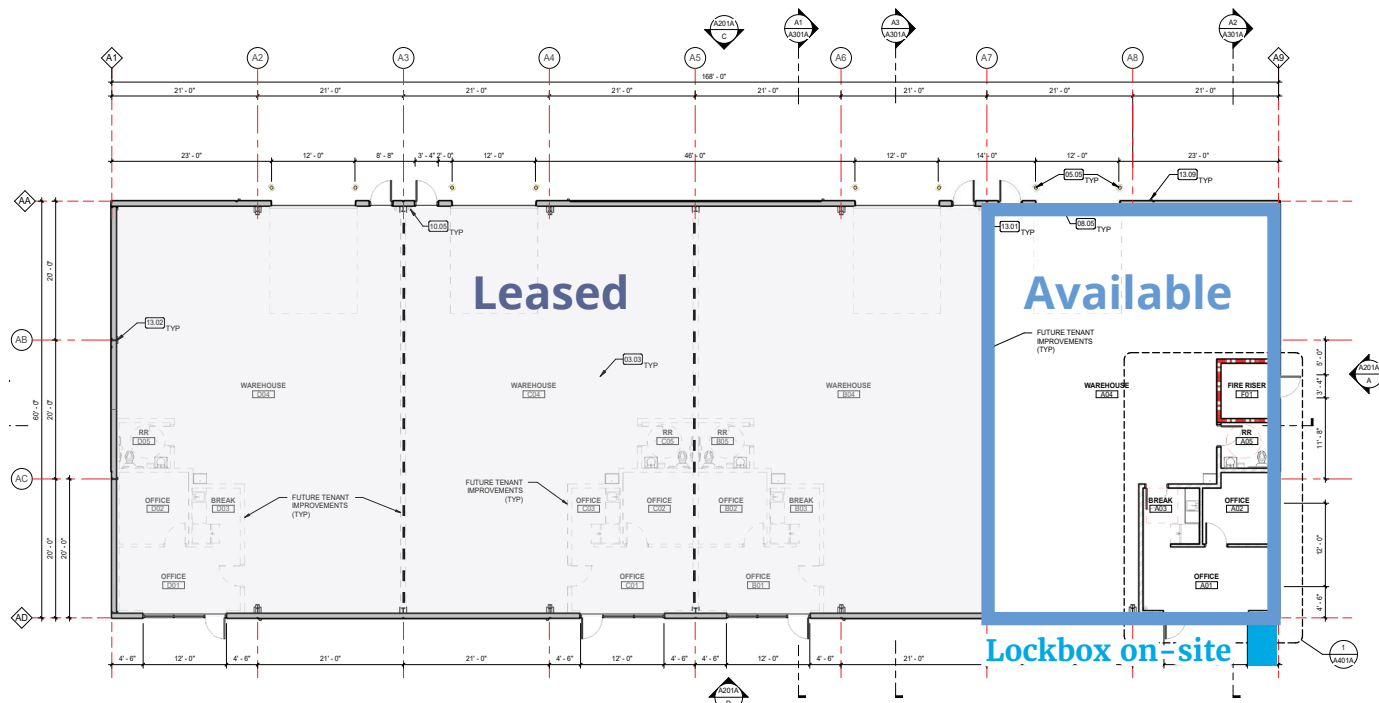 A201A
C
A1
A301A
A3
A301A
A2
A301A
A1
A2
A3
A4
A5
A6
A7
A8
A9
168' - 0"
21' - 0"
21' - 0"
21' - 0"
21' - 0"
21' - 0"
21' - 0"
21' - 0"
21' - 0"
23' - 0"
12' - 0"
8' - 8"
3' - 4"
2' - 0"
12' - 0"
46' - 0"
12' - 0"
14' - 0"
12' - 0"
23' - 0"
05.05
TYP
13.09
TYP
AA
10.05
TYP
13.01
TYP
08.05
TYP
20' - 0"
Leased
Available
13.02
TYP
FUTURE TENANT
IMPROVEMENTS
(TYP)
AB
03.03
TYP
5' - 0"
A201A
A
60' - 0"
20' - 0"
WAREHOUSE
D04
WAREHOUSE
C04
WAREHOUSE
B04
WAREHOUSE
A04
FIRE RISER
F01
3' - 4"
RR
D05
RR
C05
RR
B05
RR
A05
11' - 8"
AC
FUTURE TENANT
IMPROVEMENTS
(TYP)
FUTURE TENANT
IMPROVEMENTS
(TYP)
OFFICE
D02
BREAK
D03
OFFICE
C03
OFFICE
C02
OFFICE
B02
BREAK
B03
BREAK
A03
OFFICE
A02
20' - 0"
20' - 0"
12' - 0"
OFFICE
D01
OFFICE
C01
OFFICE
B01
OFFICE
A01
4' - 6"
AD
Lockbox on-site
1
A401A
4' - 6"
12' - 0"
4' - 6"
21' - 0"
21' - 0"
4' - 6"
12' - 0"
4' - 6"
12' - 0"
4' - 6"
21' - 0"
A201A